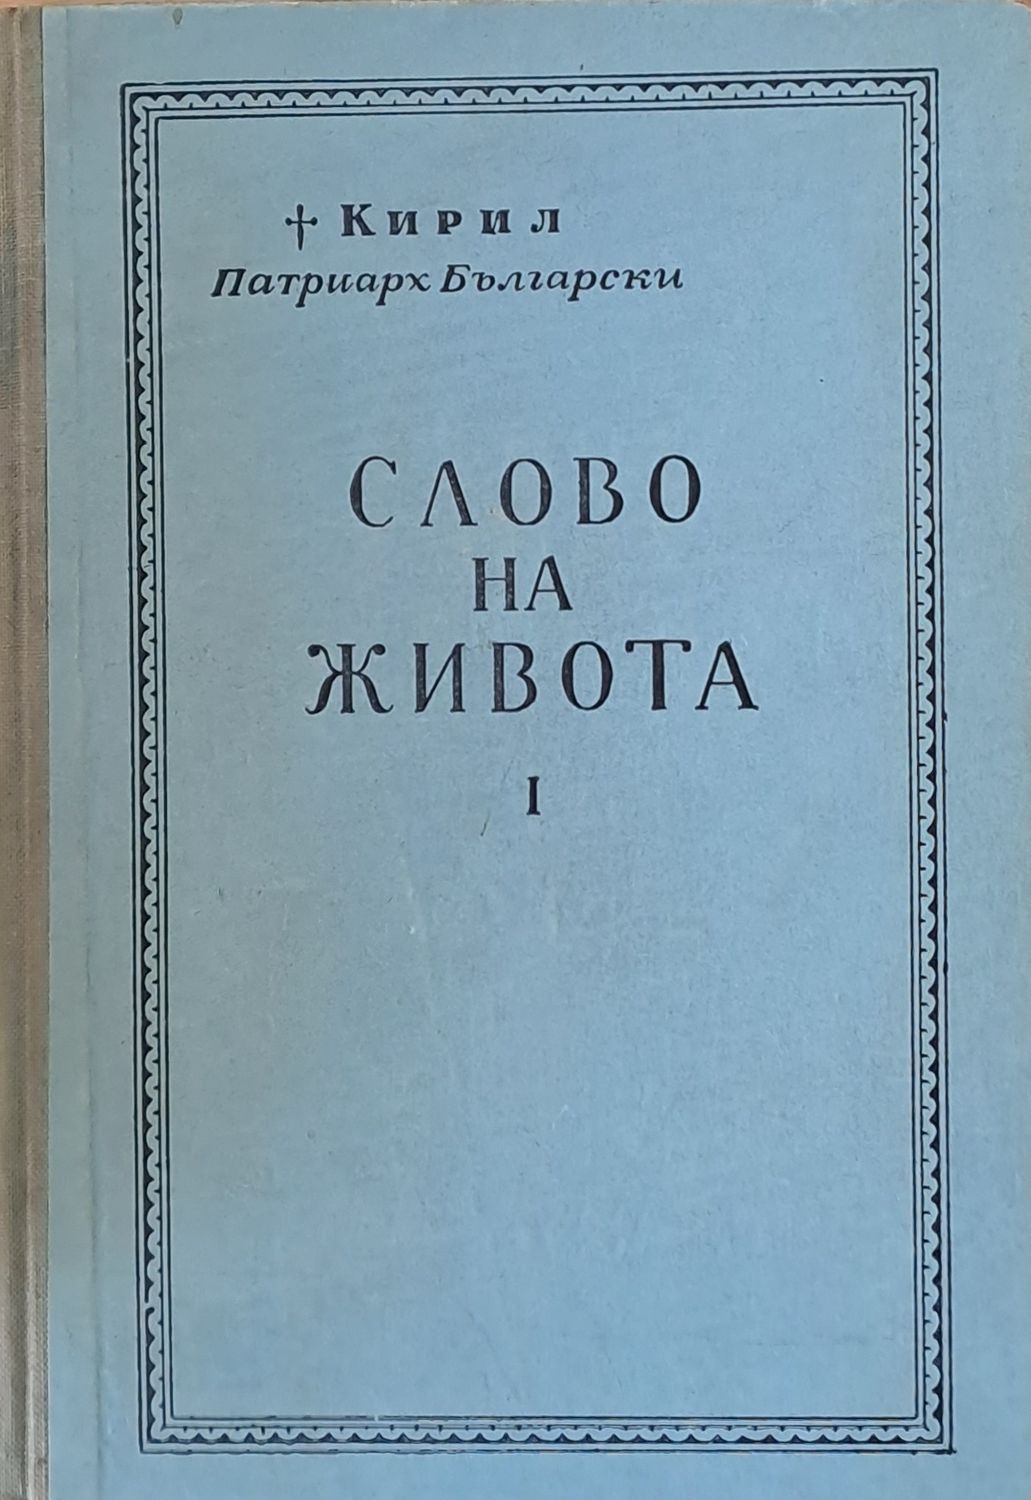 † Кирил
Патриарх Български
СЛОВО
НА
ЖИВОТА
I